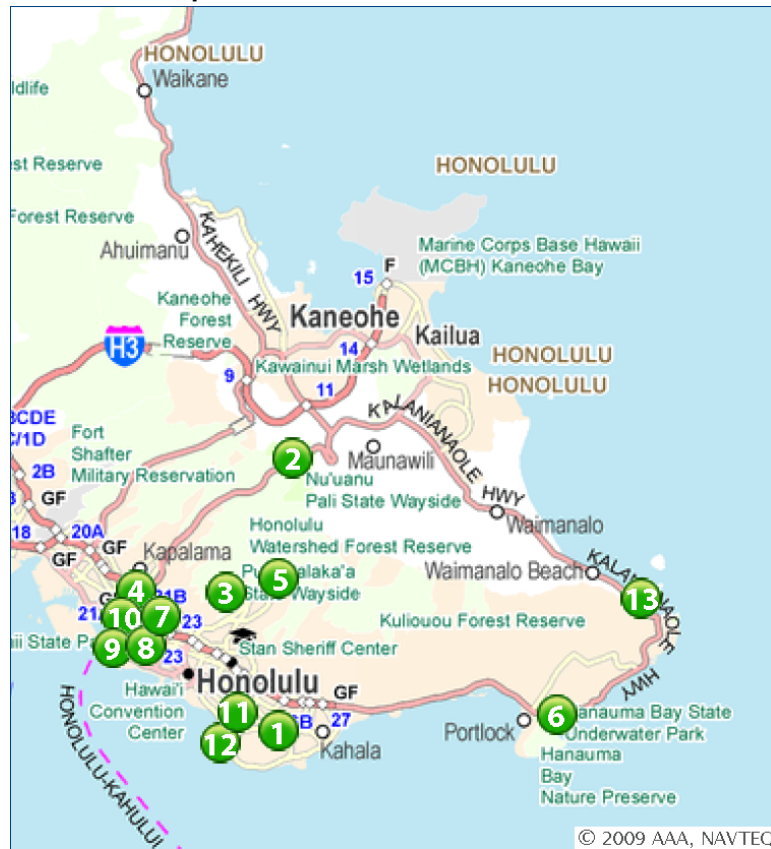 HONOLULU
Waikane
ildlife
est Reserve
HONOLULU
Forest Reserve
KAHEKILI HWY
Ahuimanu
Marine Corps Base Hawaii
(MCBH) Kaneohe Bay
F
15
Kaneohe
Forest
Reserve
Kaneohe
Kailua
H3
14
HONOLULU
9
Kawainui Marsh Wetlands
HONOLULU
11
KALANIANAOLE HWY
CDE
C/1D
Fort
Shafter
Military Reservation
2B
GF
2
Maunawili
Nu'uanu
Pali State Wayside
18
20A
GF
GF
Kapalama
Honolulu
Watershed Forest Reserve
Waimanalo
Waimanalo Beach
KALANIANAOLE
HWY
5
State Wayside
3
4
21B
13
10
7
23
21
Kuliouou Forest Reserve
9
8
23
Stan Sheriff Center
Hawai'i
Convention
Center
Honolulu
GF
11
1
27
12
Kahala
Portlock
6
Hanauma Bay State
Underwater Park
Hanauma
Bay
Nature Preserve
HONOLULU-KAHULUI
© 2009 AAA, NAVTEQ